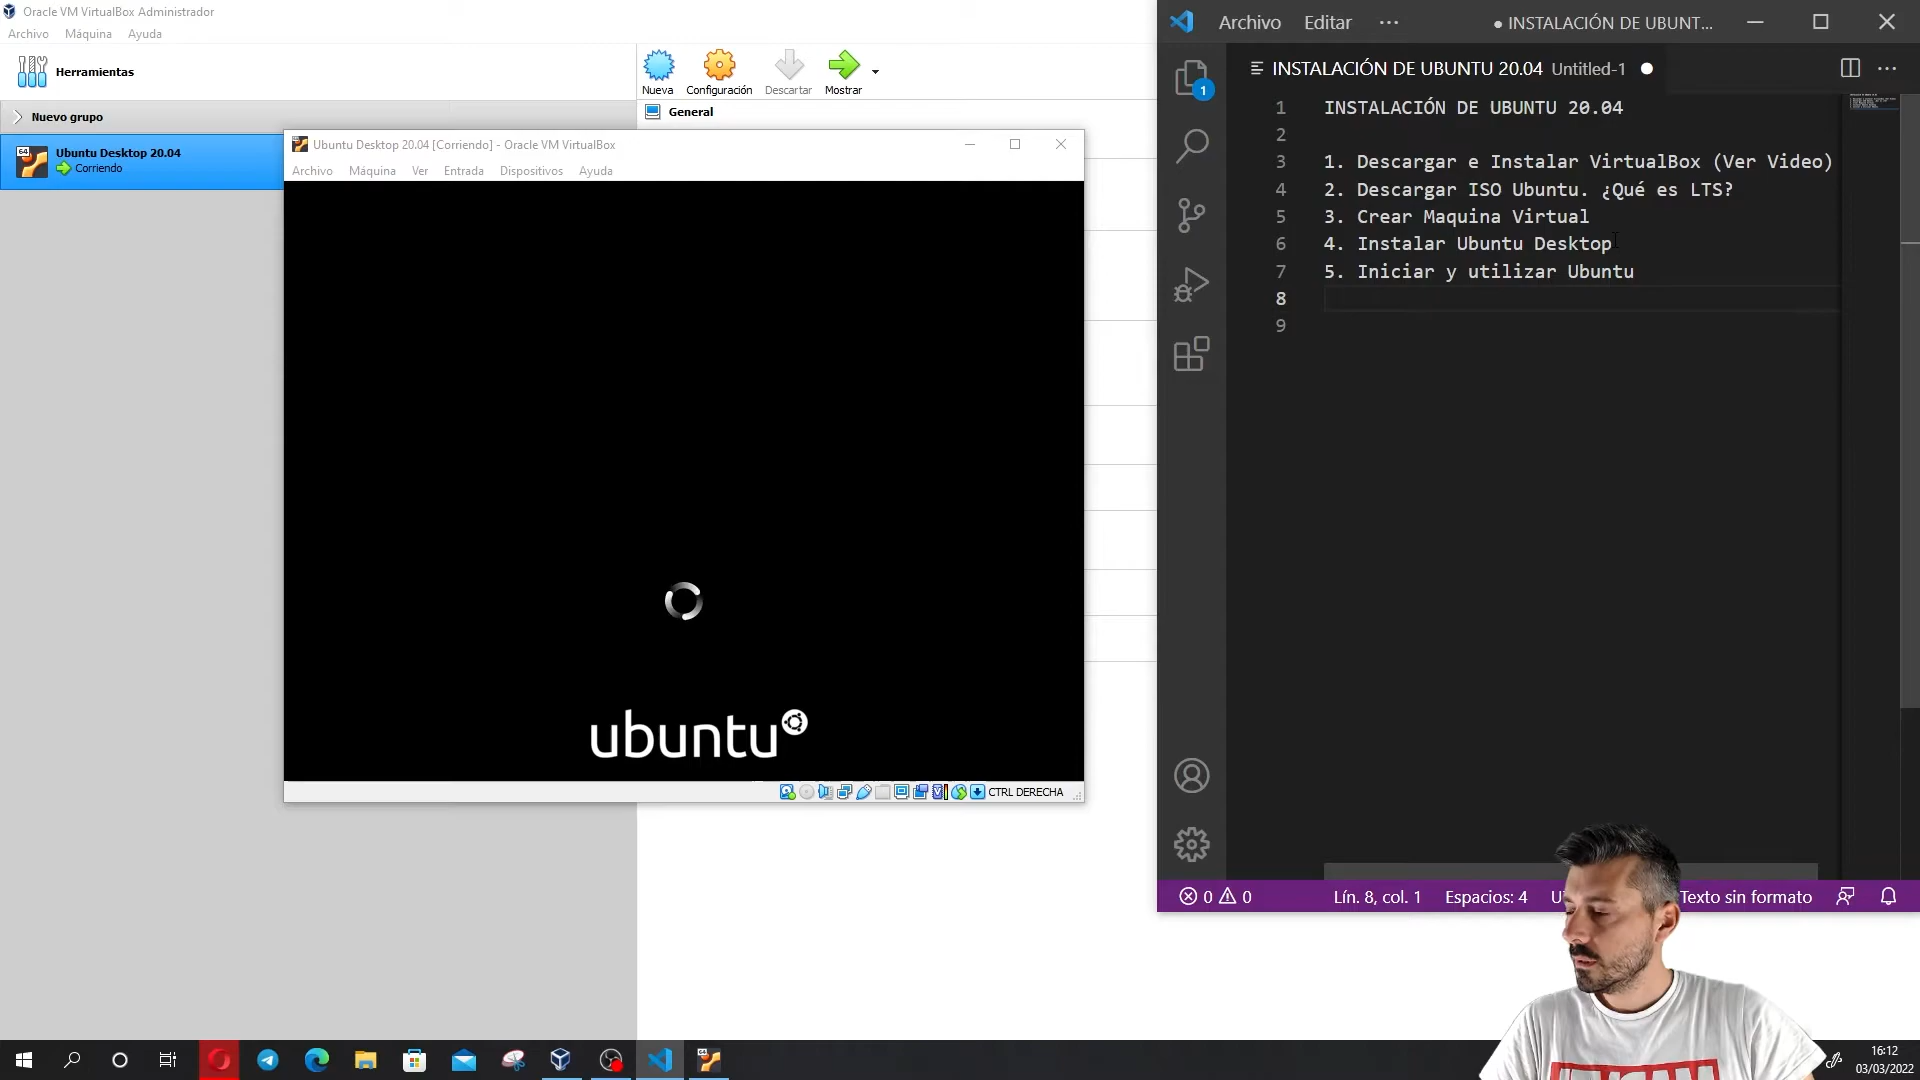 Oracle VM VirtualBox Administrador
Archivo Máquina Ayuda
Herramientas
Nueva Configuración Descartar Mostrar
General
Nuevo grupo
64
Ubuntu Desktop 20.04
Corriendo
Ubuntu Desktop 20.04 [Corriendo] - Oracle VM VirtualBox
Archivo Máquina Ver Entrada Dispositivos Ayuda
ubuntu
CTRL DERECHA
Archivo Editar ··· ● INSTALACIÓN DE UBUNT...
INSTALACIÓN DE UBUNTU 20.04 Untitled-1
1 INSTALACIÓN DE UBUNTU 20.04
2
3 1. Descargar e Instalar VirtualBox (Ver Video)
4 2. Descargar ISO Ubuntu. ¿Qué es LTS?
5 3. Crear Maquina Virtual
6 4. Instalar Ubuntu Desktop
7 5. Iniciar y utilizar Ubuntu
8
9
1
0 0 Lín. 8, col. 1 Espacios: 4 Texto sin formato
16:12
03/03/2022